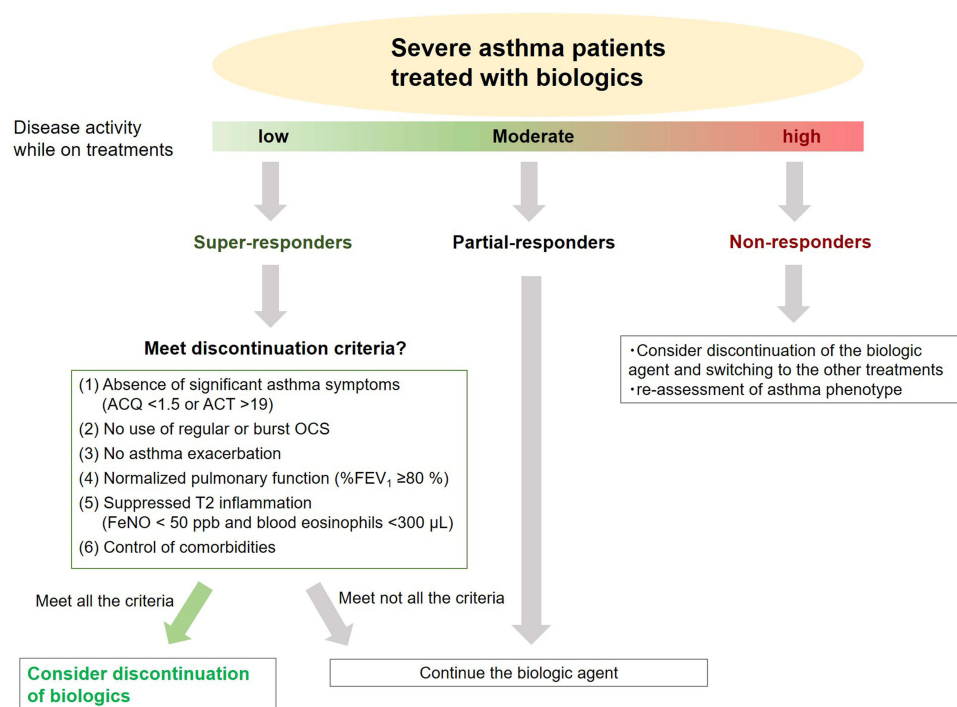 Severe asthma patients
treated with biologics
Disease activity
while on treatments
low
Moderate
high
Super-responders
Partial-responders
Non-responders
Meet discontinuation criteria?
(1) Absence of significant asthma symptoms
(ACQ <1.5 or ACT >19)
(2) No use of regular or burst OCS
(3) No asthma exacerbation
(4) Normalized pulmonary function (%FEV₁ ≥80 %)
(5) Suppressed T2 inflammation
(FeNO < 50 ppb and blood eosinophils <300 μL)
(6) Control of comorbidities
・Consider discontinuation of the biologic
agent and switching to the other treatments
・re-assessment of asthma phenotype
Meet all the criteria
Meet not all the criteria
Consider discontinuation
of biologics
Continue the biologic agent